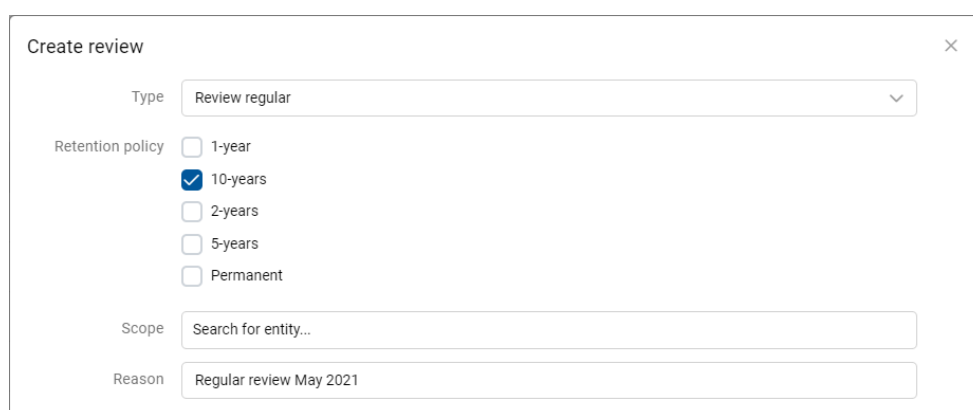 Create review
Type Review regular
Retention policy 1-year
10-years
2-years
5-years
Permanent
Scope Search for entity...
Reason Regular review May 2021